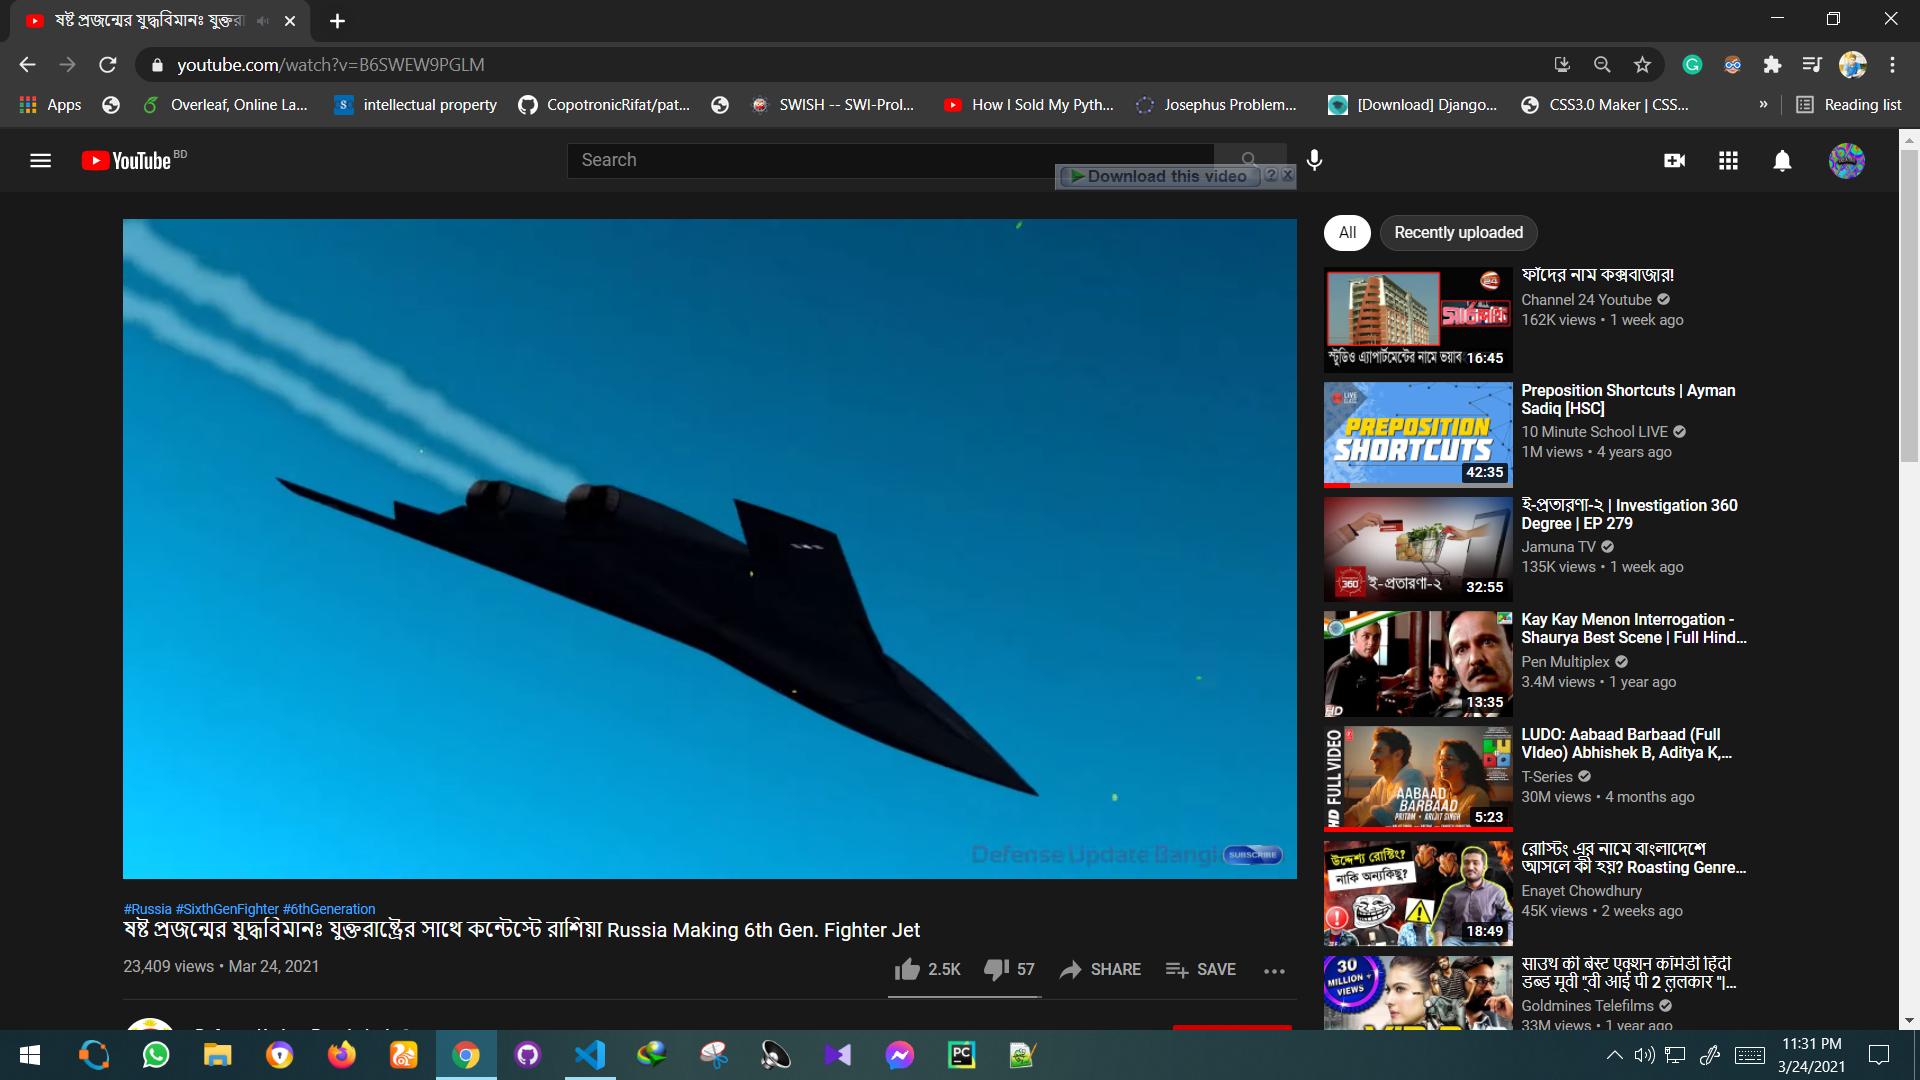 ষষ্ট প্রজন্মের যুদ্ধবিমানঃ যুক্তরা
youtube.com/watch?v=B6SWEW9PGLM
Apps Overleaf, Online La... intellectual property CopotronicRifat/pat... SWISH -- SWI-Prol... How I Sold My Pyth... Josephus Problem... [Download] Django... CSS3.0 Maker | CSS... » Reading list
YouTube BD
Search
Download this video ? X
All Recently uploaded
ফাঁদের নাম কক্সবাজার!
Channel 24 Youtube
162K views • 1 week ago
24
স্টুডিও এ্যাপার্টমেন্টের নামে ভয়াব
16:45
Preposition Shortcuts | Ayman
Sadiq [HSC]
10 Minute School LIVE
1M views • 4 years ago
LIVE
PREPOSITION
SHORTCUTS
42:35
ই-প্রতারণা-২ | Investigation 360
Degree | EP 279
Jamuna TV
135K views • 1 week ago
360 ই-প্রতারণা-২
32:55
Kay Kay Menon Interrogation -
Shaurya Best Scene | Full Hind...
Pen Multiplex
3.4M views • 1 year ago
HD
13:35
LUDO: Aabaad Barbaad (Full
VIdeo) Abhishek B, Aditya K,...
T-Series
30M views • 4 months ago
HD FULL VIDEO
AABAAD
BARBAAD
PRITAM • ARIJIT SINGH
5:23
রোস্টিং এর নামে বাংলাদেশে
আসলে কী হয়? Roasting Genre...
Enayet Chowdhury
45K views • 2 weeks ago
উদ্দেশ্য রোস্টিং?
নাকি অন্যকিছু?
18:49
साउथ की बेस्ट एक्शन कॉमेडी हिंदी
डब्ड मूवी "वी आई पी 2 ललकार "|...
Goldmines Telefilms
33M views • 1 year ago
30
MILLION +
VIEWS
Defense Update Bangl SUBSCRIBE
#Russia #SixthGenFighter #6thGeneration
ষষ্ট প্রজন্মের যুদ্ধবিমানঃ যুক্তরাষ্ট্রের সাথে কন্টেস্টে রাশিয়া Russia Making 6th Gen. Fighter Jet
23,409 views • Mar 24, 2021
2.5K 57 SHARE SAVE
PC
11:31 PM
3/24/2021